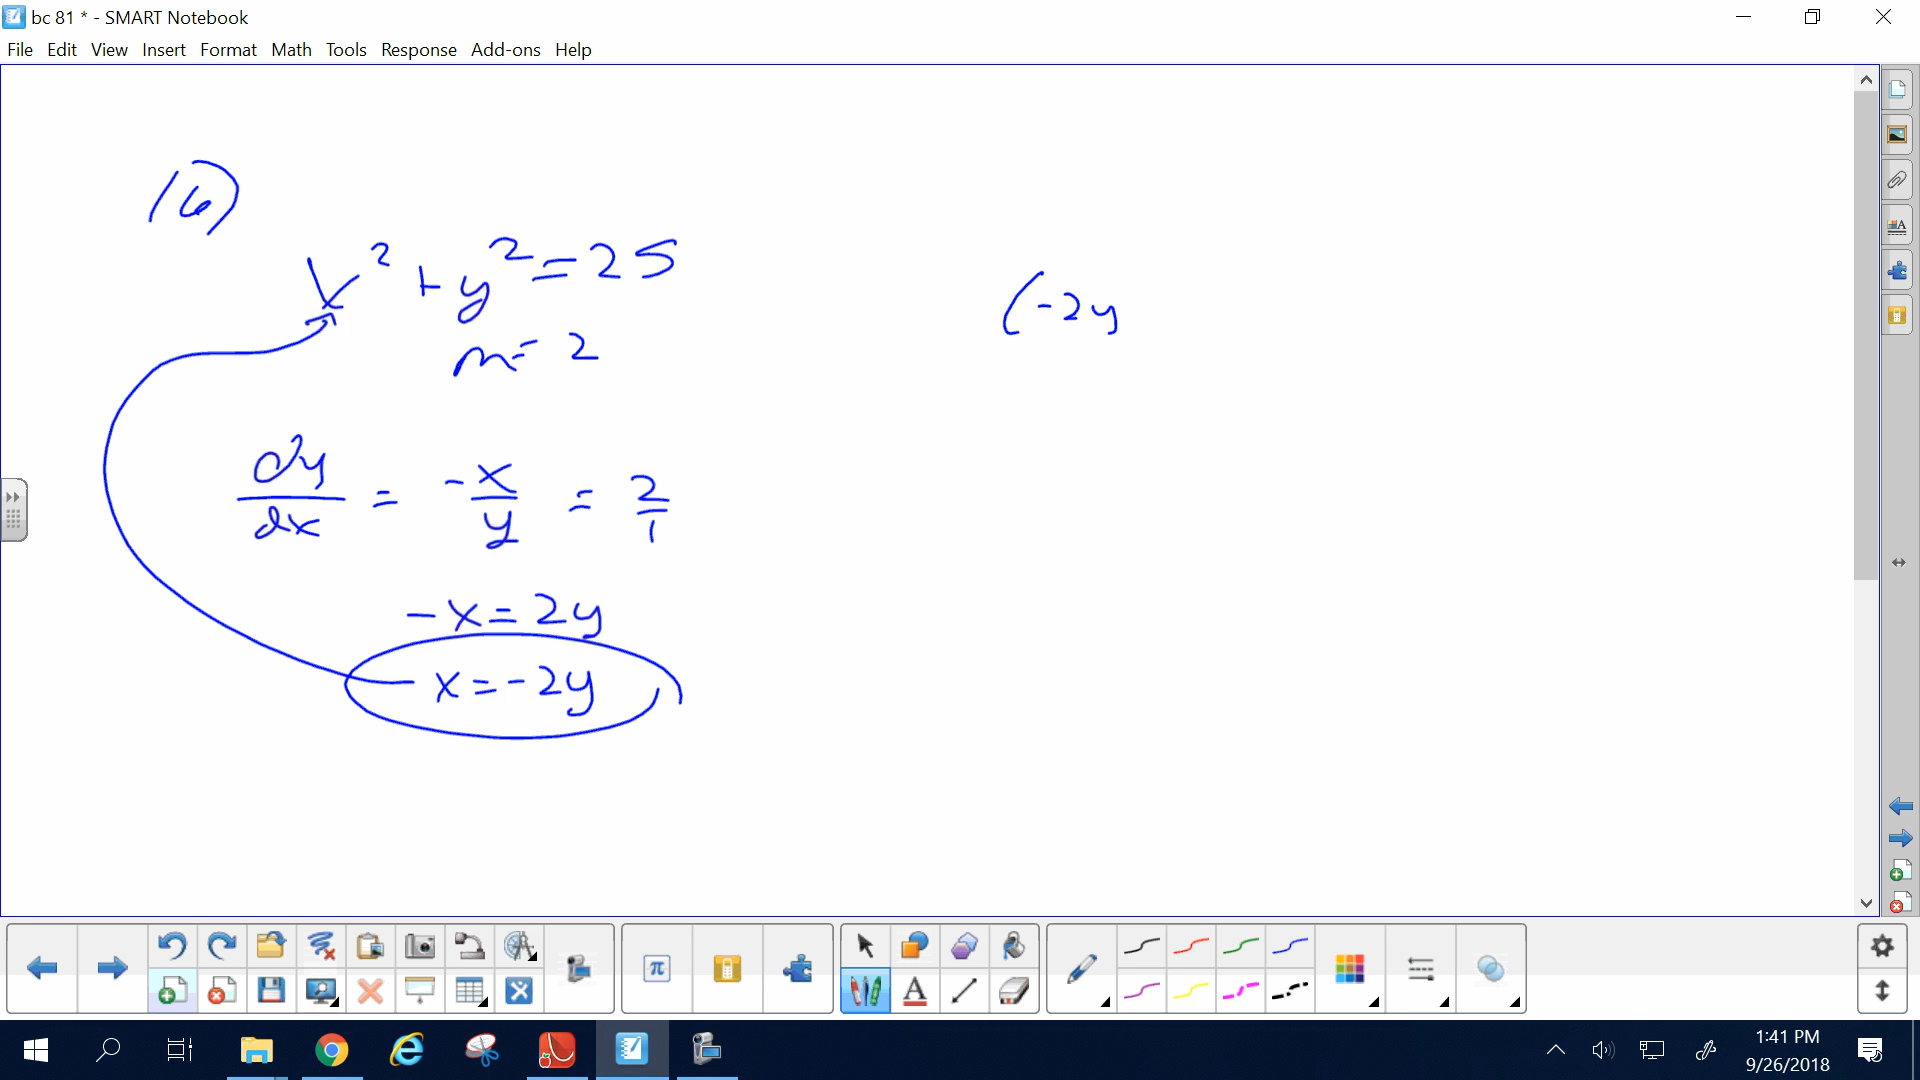 bc 81 * - SMART Notebook
File Edit View Insert Format Math Tools Response Add-ons Help
16)
x² + y² = 25
m = 2
dy/dx = -x/y = 2/1
-x = 2y
x = -2y
(-2y
π
A
1:41 PM
9/26/2018